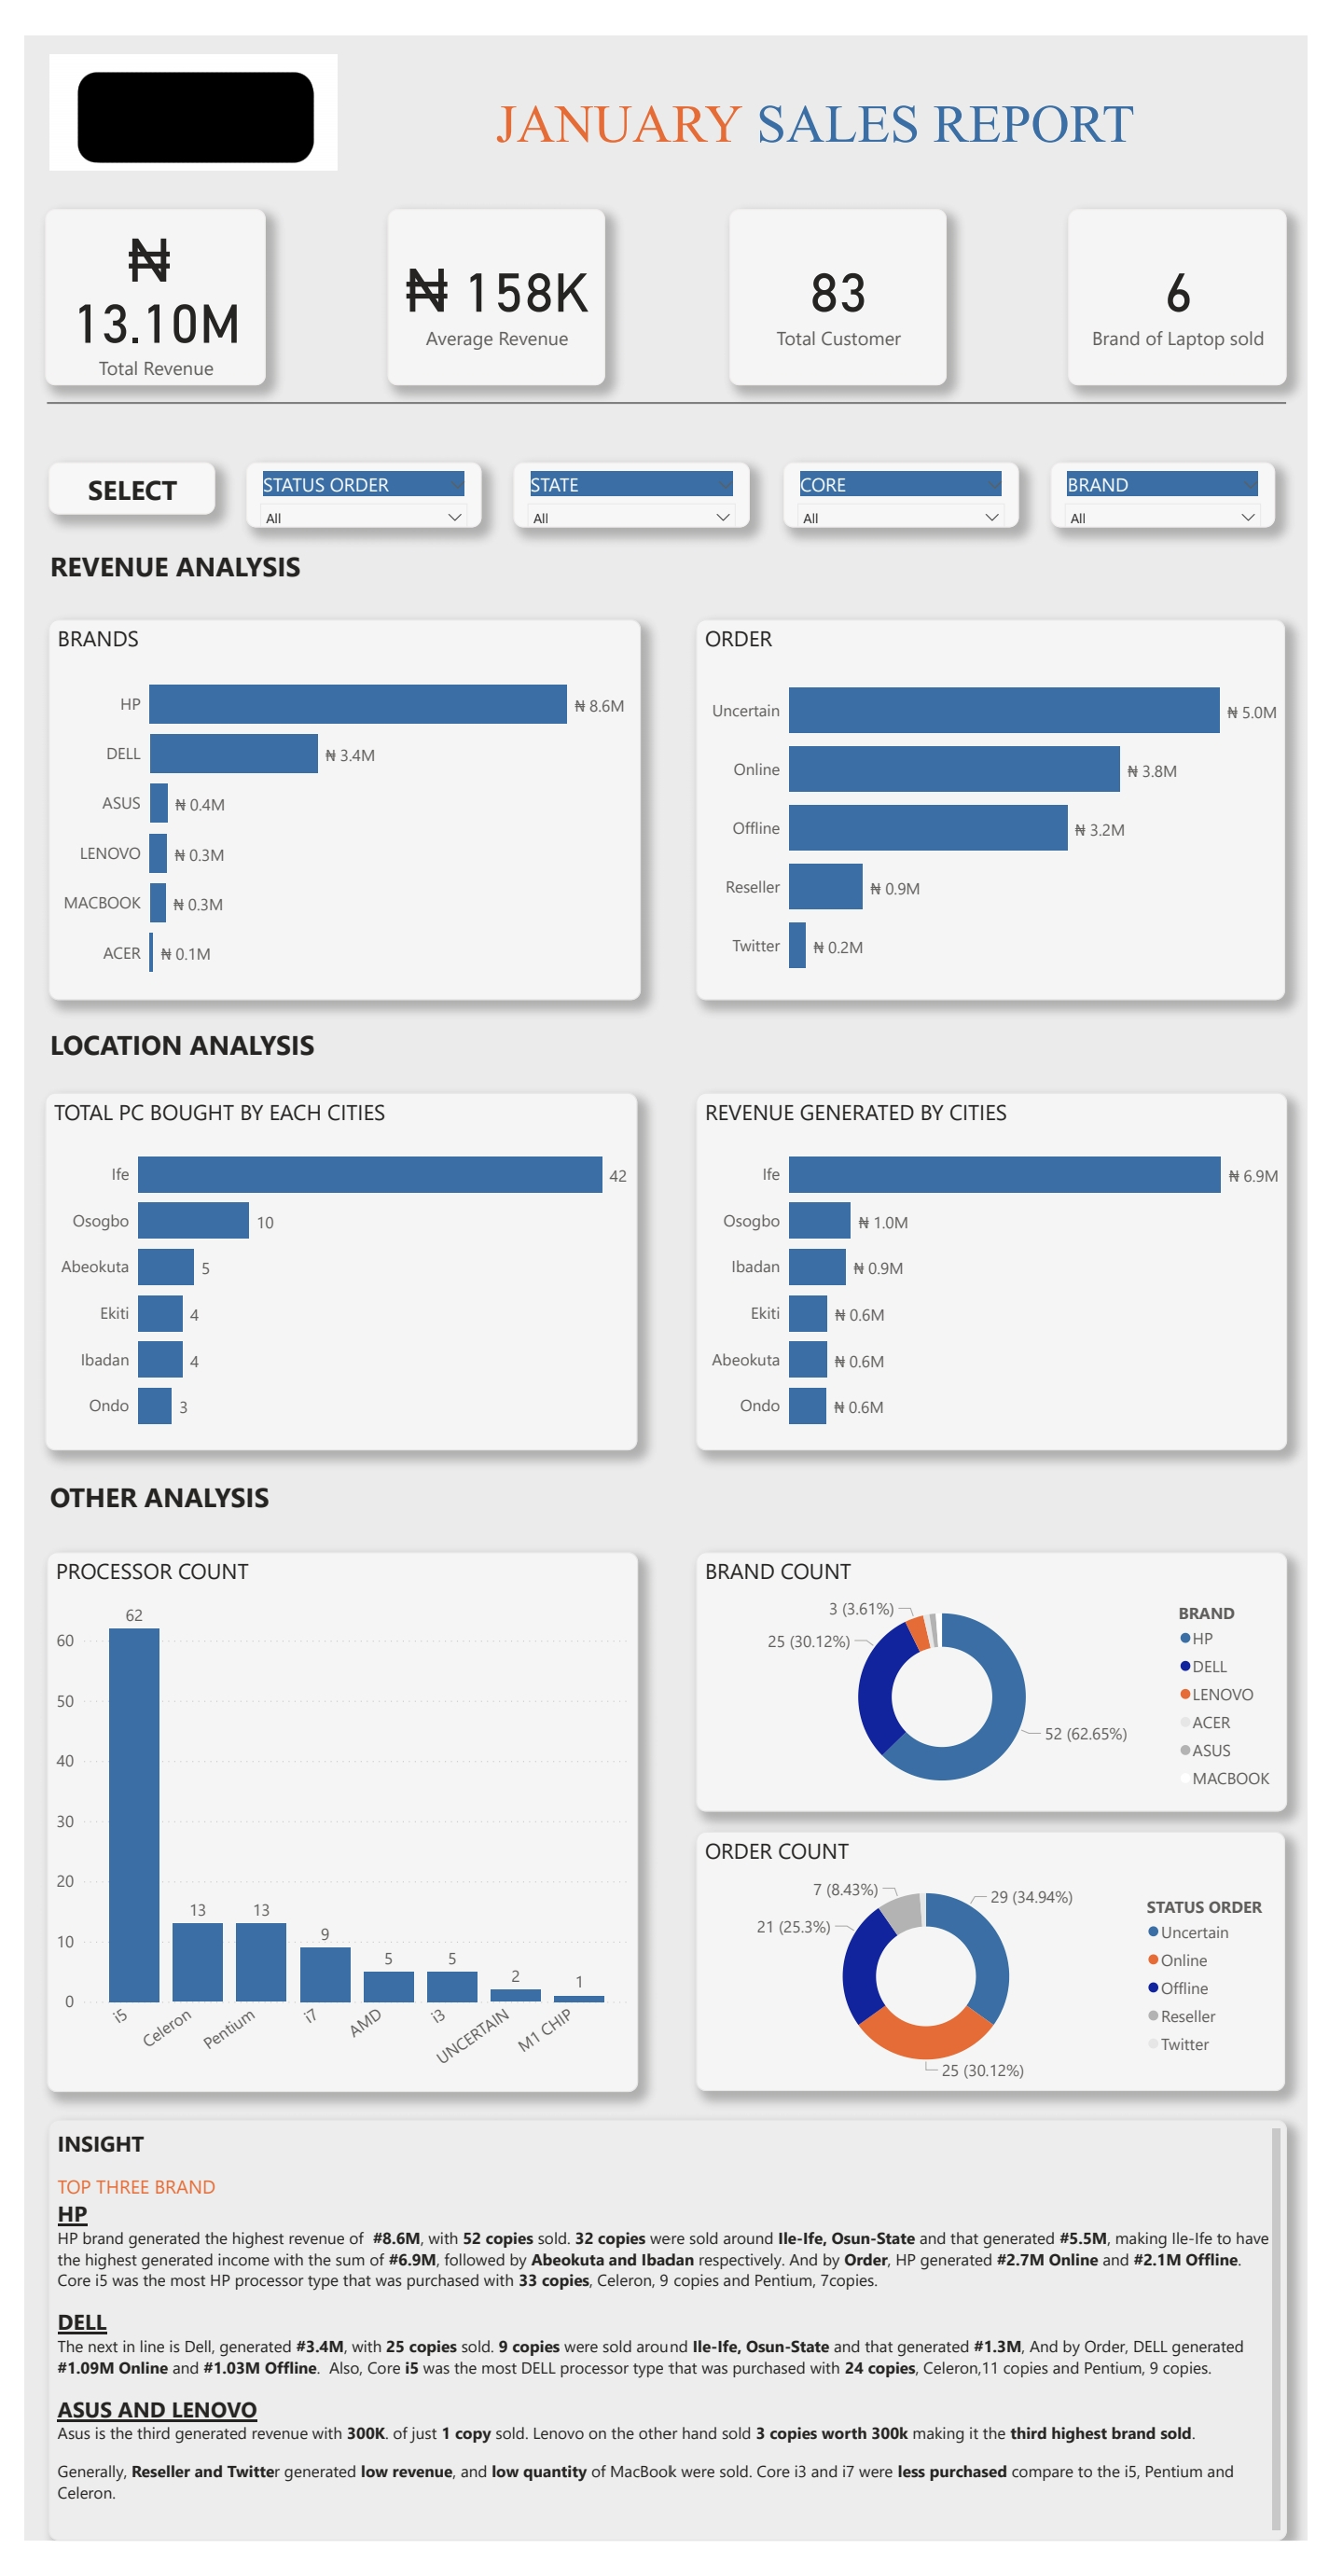 JANUARY SALES REPORT
₦
13.10M
Total Revenue
₦ 158K
Average Revenue
83
Total Customer
6
Brand of Laptop sold
SELECT
STATUS ORDER
All
STATE
All
CORE
All
BRAND
All
REVENUE ANALYSIS
BRANDS
HP ₦ 8.6M
DELL ₦ 3.4M
ASUS ₦ 0.4M
LENOVO ₦ 0.3M
MACBOOK ₦ 0.3M
ACER ₦ 0.1M
ORDER
Uncertain ₦ 5.0M
Online ₦ 3.8M
Offline ₦ 3.2M
Reseller ₦ 0.9M
Twitter ₦ 0.2M
LOCATION ANALYSIS
TOTAL PC BOUGHT BY EACH CITIES
Ife 42
Osogbo 10
Abeokuta 5
Ekiti 4
Ibadan 4
Ondo 3
REVENUE GENERATED BY CITIES
Ife ₦ 6.9M
Osogbo ₦ 1.0M
Ibadan ₦ 0.9M
Ekiti ₦ 0.6M
Abeokuta ₦ 0.6M
Ondo ₦ 0.6M
OTHER ANALYSIS
PROCESSOR COUNT
60
50
40
30
20
10
0
62
13
13
9
5
5
2
1
i5
Celeron
Pentium
i7
AMD
i3
UNCERTAIN
M1 CHIP
BRAND COUNT
3 (3.61%)
25 (30.12%)
52 (62.65%)
BRAND
HP
DELL
LENOVO
ACER
ASUS
MACBOOK
ORDER COUNT
7 (8.43%)
29 (34.94%)
21 (25.3%)
25 (30.12%)
STATUS ORDER
Uncertain
Online
Offline
Reseller
Twitter
INSIGHT
TOP THREE BRAND
HP
HP brand generated the highest revenue of  #8.6M, with 52 copies sold. 32 copies were sold around Ile-Ife, Osun-State and that generated #5.5M, making Ile-Ife to have
the highest generated income with the sum of #6.9M, followed by Abeokuta and Ibadan respectively. And by Order, HP generated #2.7M Online and #2.1M Offline.
Core i5 was the most HP processor type that was purchased with 33 copies, Celeron, 9 copies and Pentium, 7copies.
DELL
The next in line is Dell, generated #3.4M, with 25 copies sold. 9 copies were sold around Ile-Ife, Osun-State and that generated #1.3M, And by Order, DELL generated
#1.09M Online and #1.03M Offline.  Also, Core i5 was the most DELL processor type that was purchased with 24 copies, Celeron,11 copies and Pentium, 9 copies.
ASUS AND LENOVO
Asus is the third generated revenue with 300K. of just 1 copy sold. Lenovo on the other hand sold 3 copies worth 300k making it the third highest brand sold.
Generally, Reseller and Twitter generated low revenue, and low quantity of MacBook were sold. Core i3 and i7 were less purchased compare to the i5, Pentium and
Celeron.